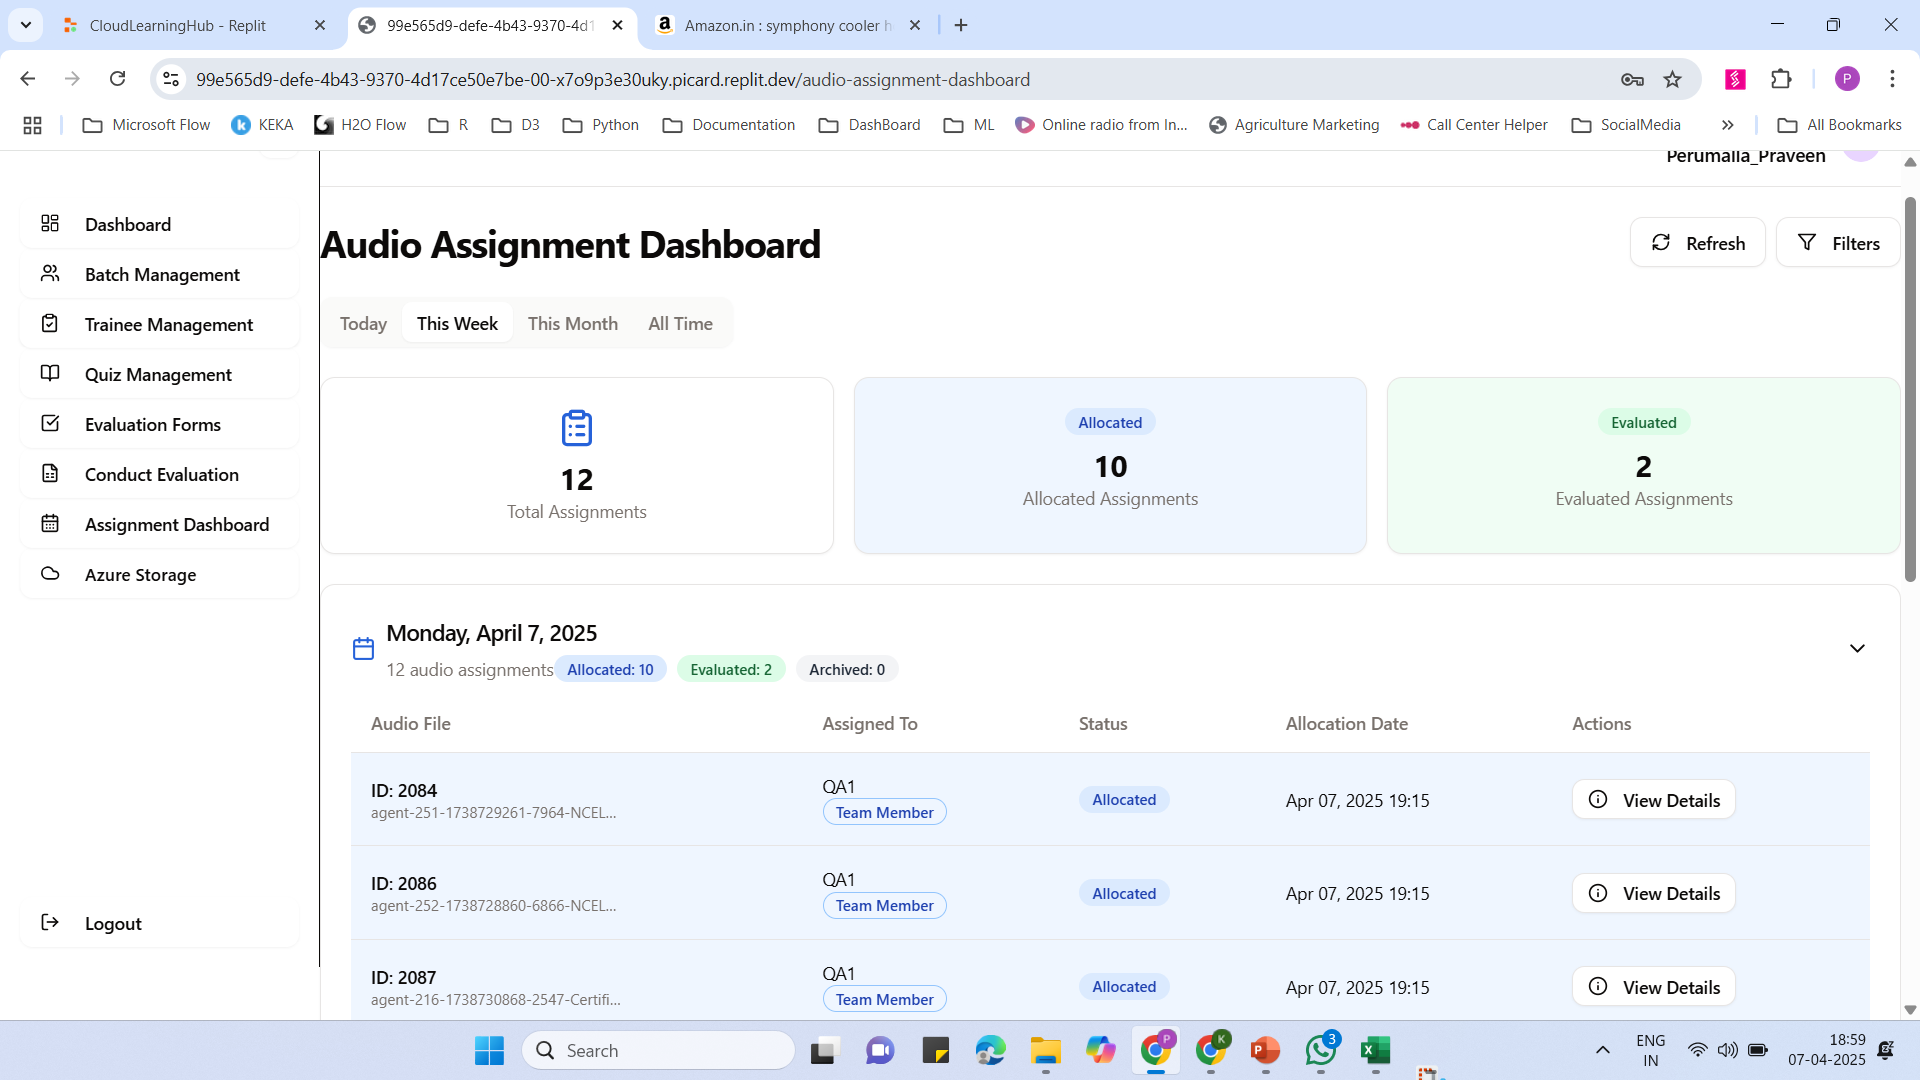 CloudLearningHub - Replit
99e565d9-defe-4b43-9370-4d1
Amazon.in : symphony cooler h
99e565d9-defe-4b43-9370-4d17ce50e7be-00-x7o9p3e30uky.picard.replit.dev/audio-assignment-dashboard
P
Microsoft Flow
KEKA
H2O Flow
R
D3
Python
Documentation
DashBoard
ML
Online radio from In...
Agriculture Marketing
Call Center Helper
SocialMedia
All Bookmarks
Perumalla_Praveen
Dashboard
Batch Management
Trainee Management
Quiz Management
Evaluation Forms
Conduct Evaluation
Assignment Dashboard
Azure Storage
Logout
Audio Assignment Dashboard
Refresh
Filters
Today
This Week
This Month
All Time
12
Total Assignments
Allocated
10
Allocated Assignments
Evaluated
2
Evaluated Assignments
Monday, April 7, 2025
12 audio assignments Allocated: 10 Evaluated: 2 Archived: 0
Audio File Assigned To Status Allocation Date Actions
ID: 2084
agent-251-1738729261-7964-NCEL...
QA1
Team Member
Allocated
Apr 07, 2025 19:15
View Details
ID: 2086
agent-252-1738728860-6866-NCEL...
QA1
Team Member
Allocated
Apr 07, 2025 19:15
View Details
ID: 2087
agent-216-1738730868-2547-Certifi...
QA1
Team Member
Allocated
Apr 07, 2025 19:15
View Details
Search
P
K
3
ENG
IN
18:59
07-04-2025